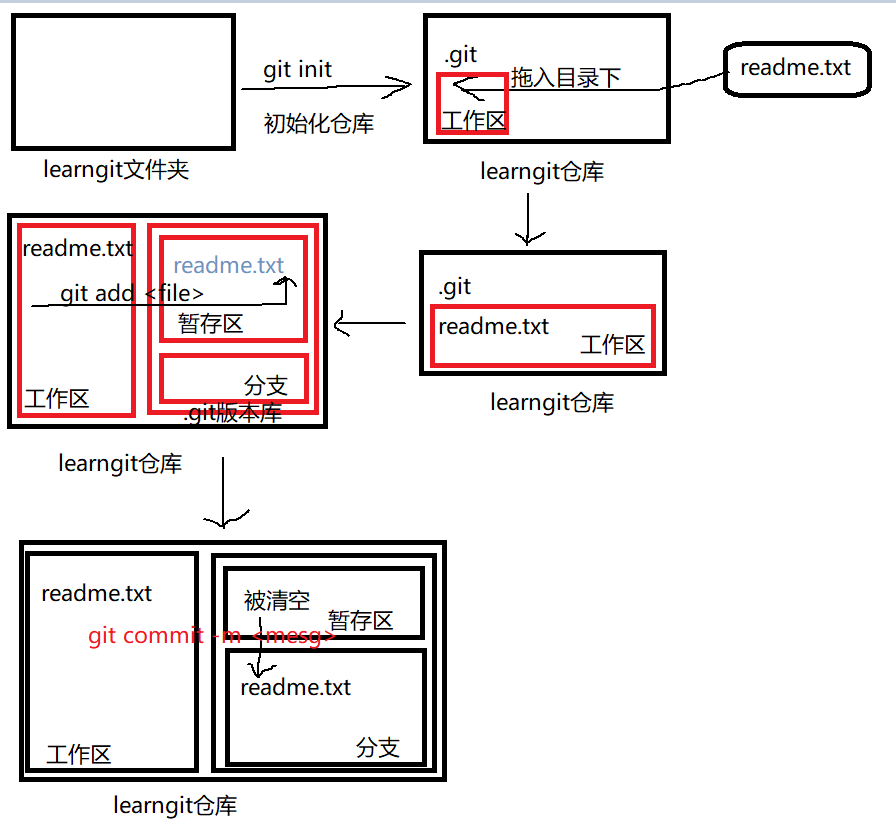 git init
初始化仓库
learngit文件夹
.git
拖入目录下
readme.txt
工作区
learngit仓库
.git
readme.txt
工作区
learngit仓库
readme.txt
readme.txt
git add <file>
暂存区
分支
工作区
.git版本库
learngit仓库
readme.txt
被清空
暂存区
git commit -m <mesg>
readme.txt
分支
工作区
learngit仓库